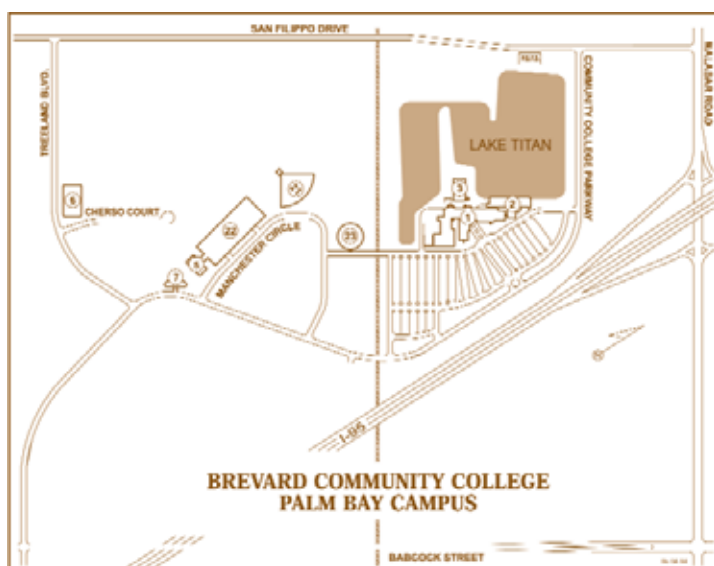 SAN FILIPPO DRIVE
TREELAND BLVD.
COMMUNITY COLLEGE PARKWAY
MALABAR ROAD
LAKE TITAN
3
2
1
6
CHERSO COURT
22
23
MANCHESTER CIRCLE
7
I-95
BREVARD COMMUNITY COLLEGE
PALM BAY CAMPUS
BABCOCK STREET